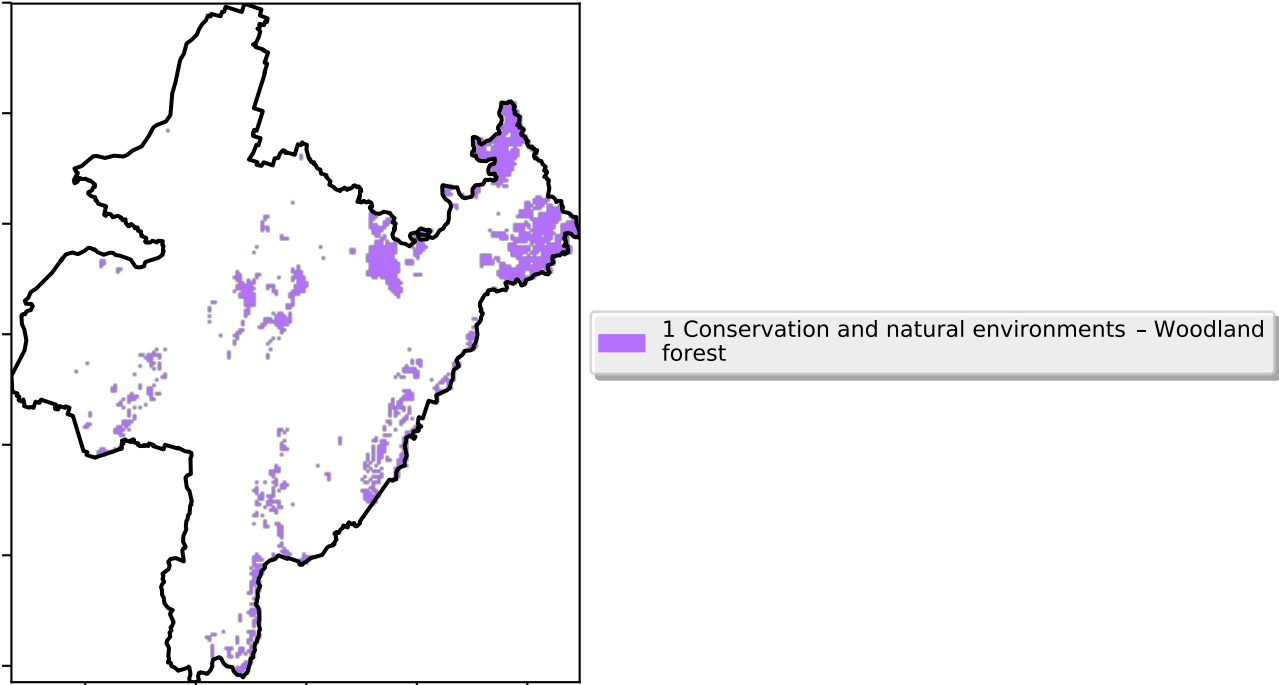 1 Conservation and natural environments – Woodland
forest